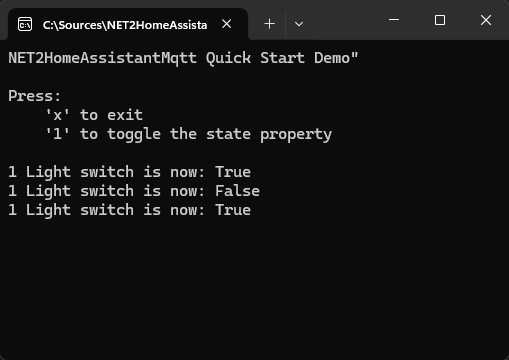 C:\Sources\NET2HomeAssista
NET2HomeAssistantMqtt Quick Start Demo"
Press:
'x' to exit
'1' to toggle the state property
1 Light switch is now: True
1 Light switch is now: False
1 Light switch is now: True